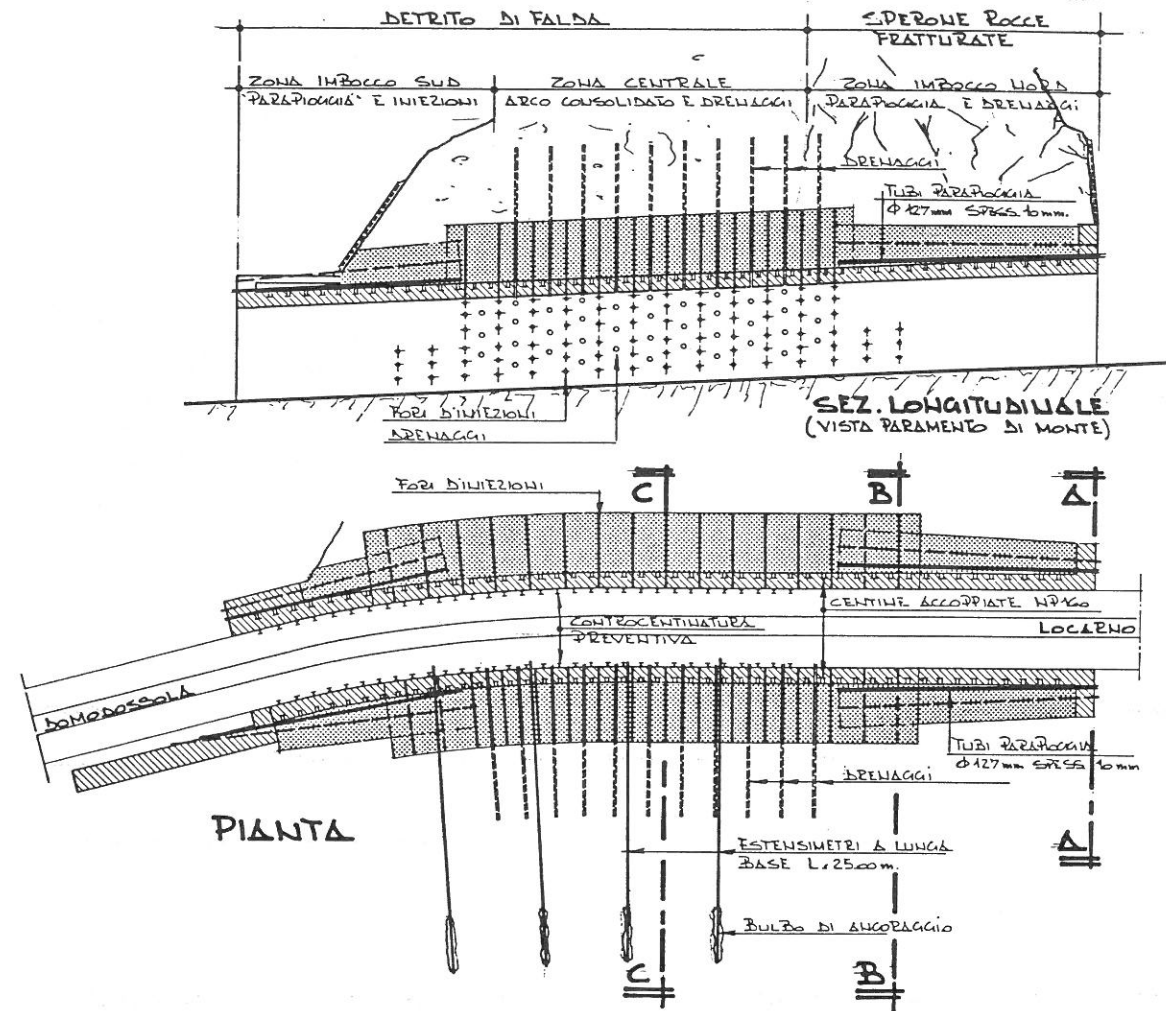 DETRITO DI FALDA
SPERONE ROCCE
FRATTURATE
ZONA IMBOCCO SUD
"PARAPIOGGIA" E INIEZIONI
ZONA CENTRALE
ARCO CONSOLIDATO E DRENAGGI
ZONA IMBOCCO NORD
PARAPIOGGIA E DRENAGGI
DRENAGGI
TUBI PARAPIOGGIA
Φ 127mm SPESS. 10mm.
FORI D'INIEZIONI
DRENAGGI
SEZ. LONGITUDINALE
(VISTA PARAMENTO DI MONTE)
FORI D'INIEZIONI
C
B
A
CENTINE ACCOPPIATE NP160
CONTROCENTINATURA
PREVENTIVA
LOCARNO
DOMODOSSOLA
TUBI PARAPIOGGIA
Φ 127mm SPESS 10mm
DRENAGGI
PIANTA
ESTENSIMETRI A LUNGA
BASE L=25.00m.
A
BULBO DI ANCORAGGIO
C
B